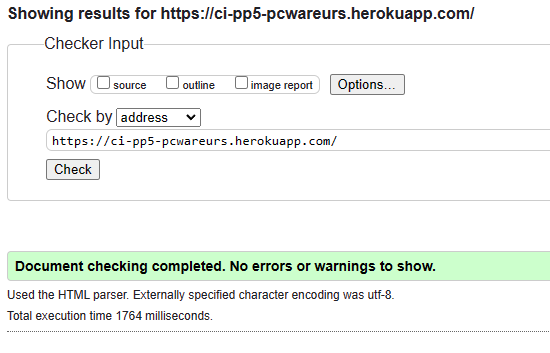 Showing results for https://ci-pp5-pcwareurs.herokuapp.com/
Checker Input
Show source outline image report Options...
Check by address
https://ci-pp5-pcwareurs.herokuapp.com/
Check
Document checking completed. No errors or warnings to show.
Used the HTML parser. Externally specified character encoding was utf-8.
Total execution time 1764 milliseconds.